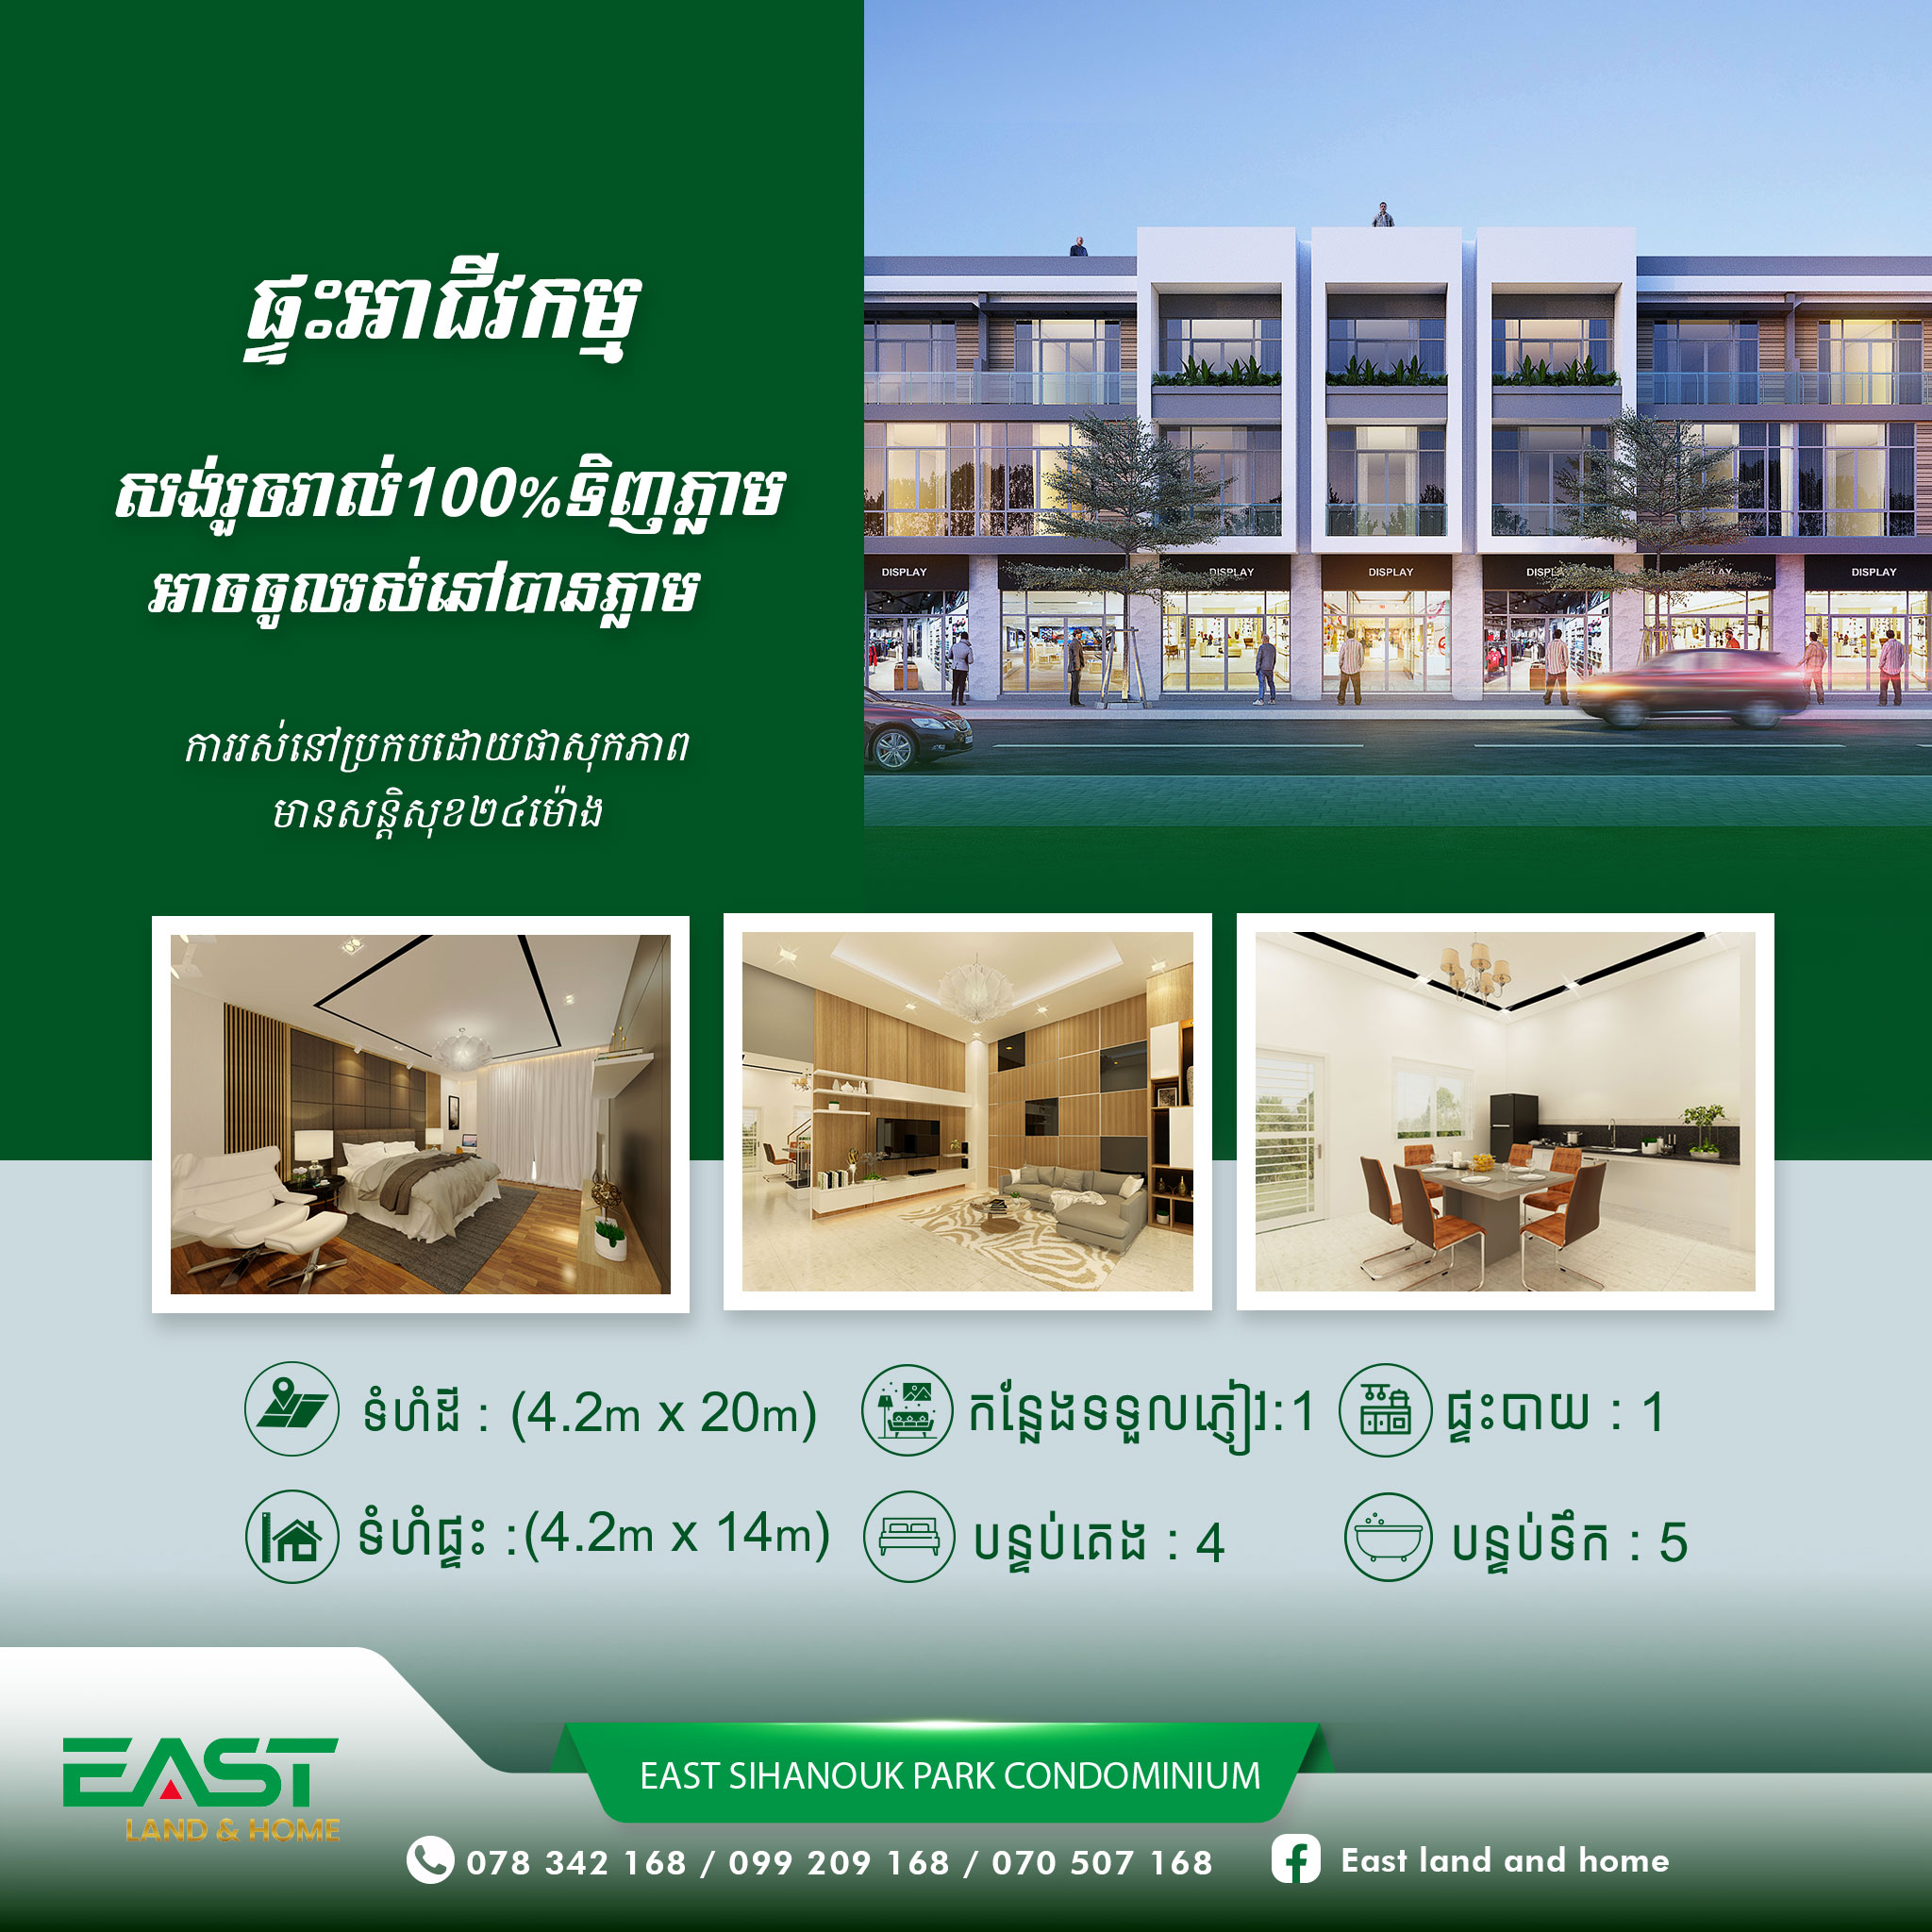 ផ្ទះអាជីវកម្ម
សង់រួចរាល់100%ទិញភ្លាម
អាចចូលរស់នៅបានភ្លាម
ការរស់នៅប្រកបដោយផាសុកភាព
មានសន្តិសុខ២៤ម៉ោង
DISPLAY
DISPLAY
DISPLAY
DISPLAY
DISPLAY
ទំហំដី : (4.2m x 20m)
កន្លែងទទួលភ្ញៀវ:1
ផ្ទះបាយ : 1
ទំហំផ្ទះ :(4.2m x 14m)
បន្ទប់គេង : 4
បន្ទប់ទឹក : 5
EAST
LAND & HOME
EAST SIHANOUK PARK CONDOMINIUM
078 342 168 / 099 209 168 / 070 507 168
East land and home